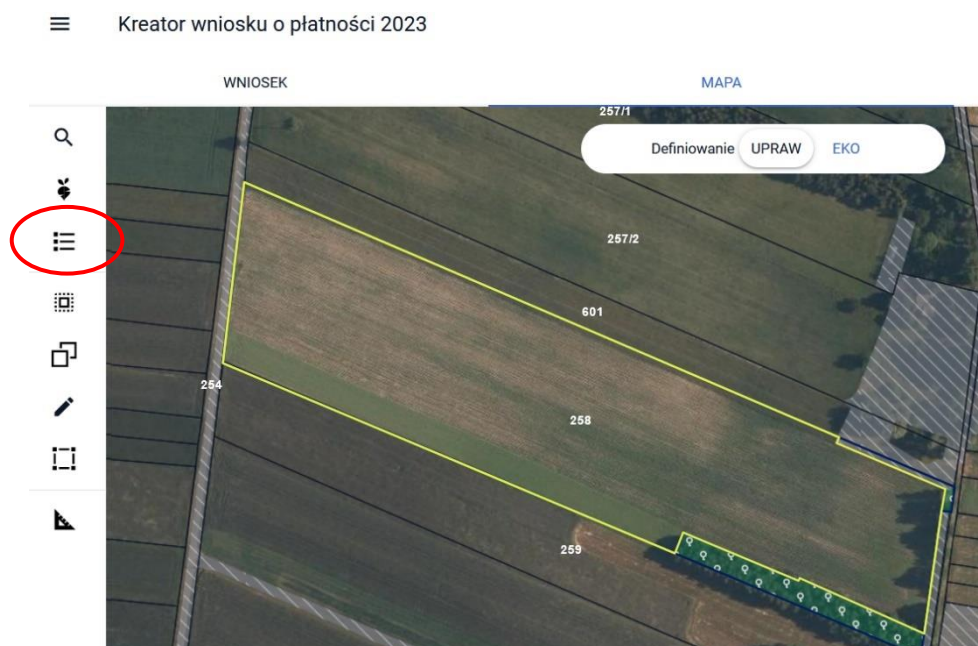 Kreator wniosku o płatności 2023
WNIOSEK
MAPA
257/1
Definiowanie UPRAW EKO
257/2
601
254
258
259